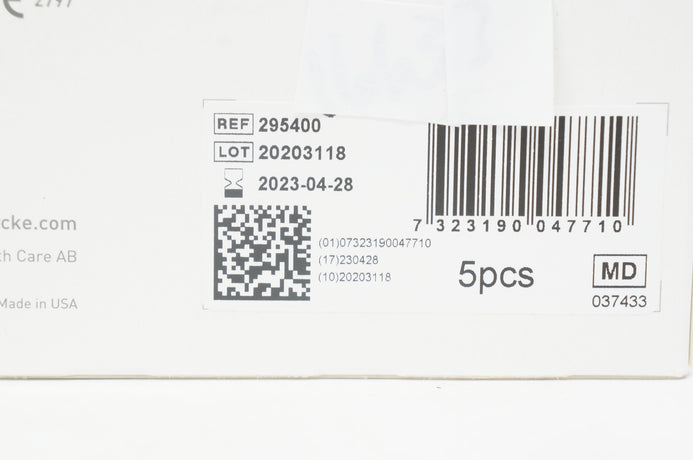 2797
REF 295400
LOT 20203118
2023-04-28
7 323190 047710
(01)07323190047710
(17)230428
(10)20203118
5pcs
MD
037433
cke.com
th Care AB
Made in USA